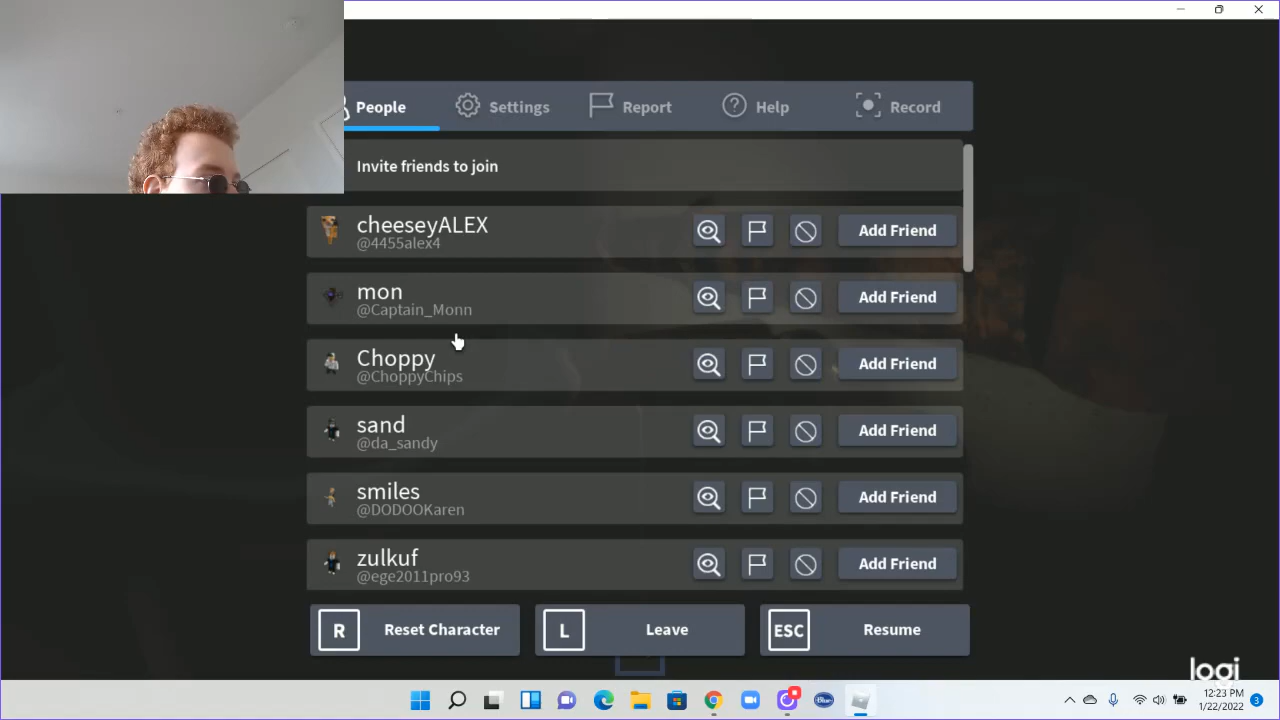 People Settings Report Help Record
Invite friends to join
cheeseyALEX
@4455alex4
Add Friend
mon
@Captain_Monn
Add Friend
Choppy
@ChoppyChips
Add Friend
sand
@da_sandy
Add Friend
smiles
@DODOOKaren
Add Friend
zulkuf
@ege2011pro93
Add Friend
R Reset Character L Leave ESC Resume
logi
12:23 PM
1/22/2022
3